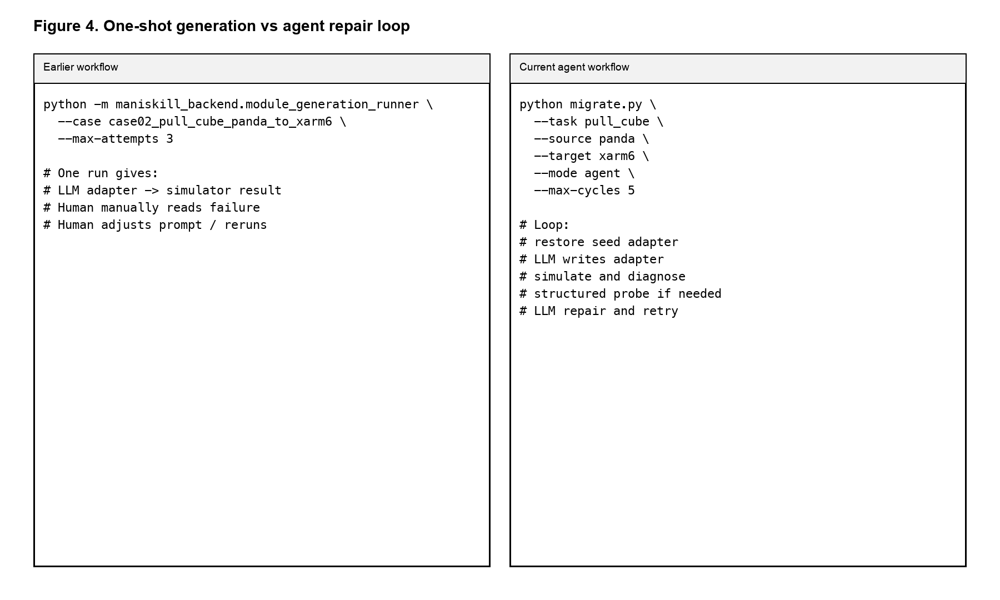 Figure 4. One-shot generation vs agent repair loop
Earlier workflow
python -m maniskill_backend.module_generation_runner \
  --case case02_pull_cube_panda_to_xarm6 \
  --max-attempts 3
# One run gives:
# LLM adapter -> simulator result
# Human manually reads failure
# Human adjusts prompt / reruns
Current agent workflow
python migrate.py \
  --task pull_cube \
  --source panda \
  --target xarm6 \
  --mode agent \
  --max-cycles 5
# Loop:
# restore seed adapter
# LLM writes adapter
# simulate and diagnose
# structured probe if needed
# LLM repair and retry